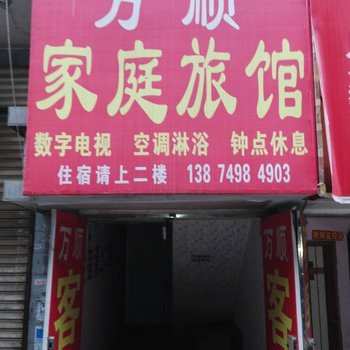 万顺
家庭旅馆
数字电视 空调淋浴 钟点休息
住宿请上二楼 138 7498 4903
万顺客
万顺客